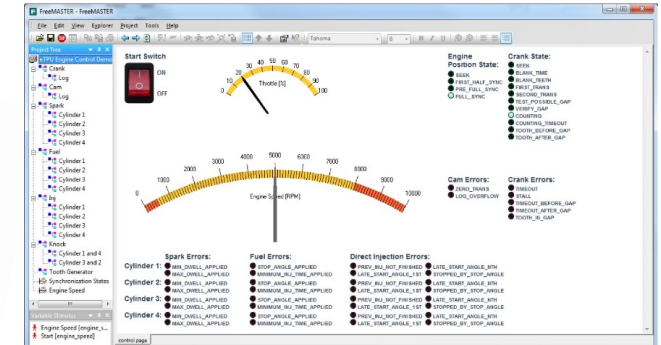 FreeMASTER - FreeMASTER
File Edit View Explorer Project Tools Help
Tahoma 8 B I U
Project Tree
eTPU Engine Control Demo
Crank
Log
Cam
Log
Spark
Cylinder 1
Cylinder 2
Cylinder 3
Cylinder 4
Fuel
Cylinder 1
Cylinder 2
Cylinder 3
Cylinder 4
Inj
Cylinder 1
Cylinder 2
Cylinder 3
Cylinder 4
Knock
Cylinder 1 and 4
Cylinder 3 and 2
Tooth Generator
Synchronization States
Engine Speed
Variable Stimulus
Engine Speed [engine_s...
Start [engine_speed]
Start Switch
ON
OFF
0 10 20 30 40 50 60 70 80 90 100
Throttle [%]
Engine
Position State:
SEEK
FIRST_HALF_SYNC
PRE_FULL_SYNC
FULL_SYNC
Crank State:
SEEK
BLANK_TIME
BLANK_TEETH
FIRST_TRANS
SECOND_TRANS
TEST_POSSIBLE_GAP
VERIFY_GAP
COUNTING
COUNTING_TIMEOUT
TOOTH_BEFORE_GAP
TOOTH_AFTER_GAP
0 1000 2000 3000 4000 5000 6000 7000 8000 9000 10000
Engine Speed [RPM]
Cam Errors:
ZERO_TRANS
LOG_OVERFLOW
Crank Errors:
TIMEOUT
STALL
TIMEOUT_BEFORE_GAP
TIMEOUT_AFTER_GAP
TOOTH_IN_GAP
Spark Errors: Fuel Errors: Direct Injection Errors:
Cylinder 1: MIN_DWELL_APPLIED STOP_ANGLE_APPLIED PREV_INJ_NOT_FINISHED LATE_START_ANGLE_NTH
MAX_DWELL_APPLIED MINIMUM_INJ_TIME_APPLIED LATE_START_ANGLE_1ST STOPPED_BY_STOP_ANGLE
Cylinder 2: MIN_DWELL_APPLIED STOP_ANGLE_APPLIED PREV_INJ_NOT_FINISHED LATE_START_ANGLE_NTH
MAX_DWELL_APPLIED MINIMUM_INJ_TIME_APPLIED LATE_START_ANGLE_1ST STOPPED_BY_STOP_ANGLE
Cylinder 3: MIN_DWELL_APPLIED STOP_ANGLE_APPLIED PREV_INJ_NOT_FINISHED LATE_START_ANGLE_NTH
MAX_DWELL_APPLIED MINIMUM_INJ_TIME_APPLIED LATE_START_ANGLE_1ST STOPPED_BY_STOP_ANGLE
Cylinder 4: MIN_DWELL_APPLIED STOP_ANGLE_APPLIED PREV_INJ_NOT_FINISHED LATE_START_ANGLE_NTH
MAX_DWELL_APPLIED MINIMUM_INJ_TIME_APPLIED LATE_START_ANGLE_1ST STOPPED_BY_STOP_ANGLE
control page